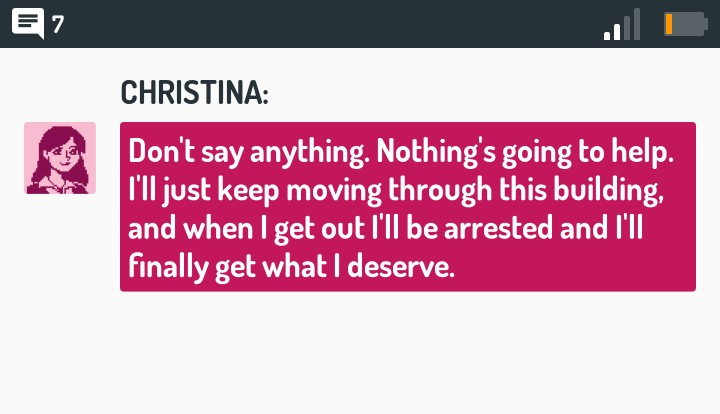 7
CHRISTINA:
Don't say anything. Nothing's going to help.
I'll just keep moving through this building,
and when I get out I'll be arrested and I'll
finally get what I deserve.